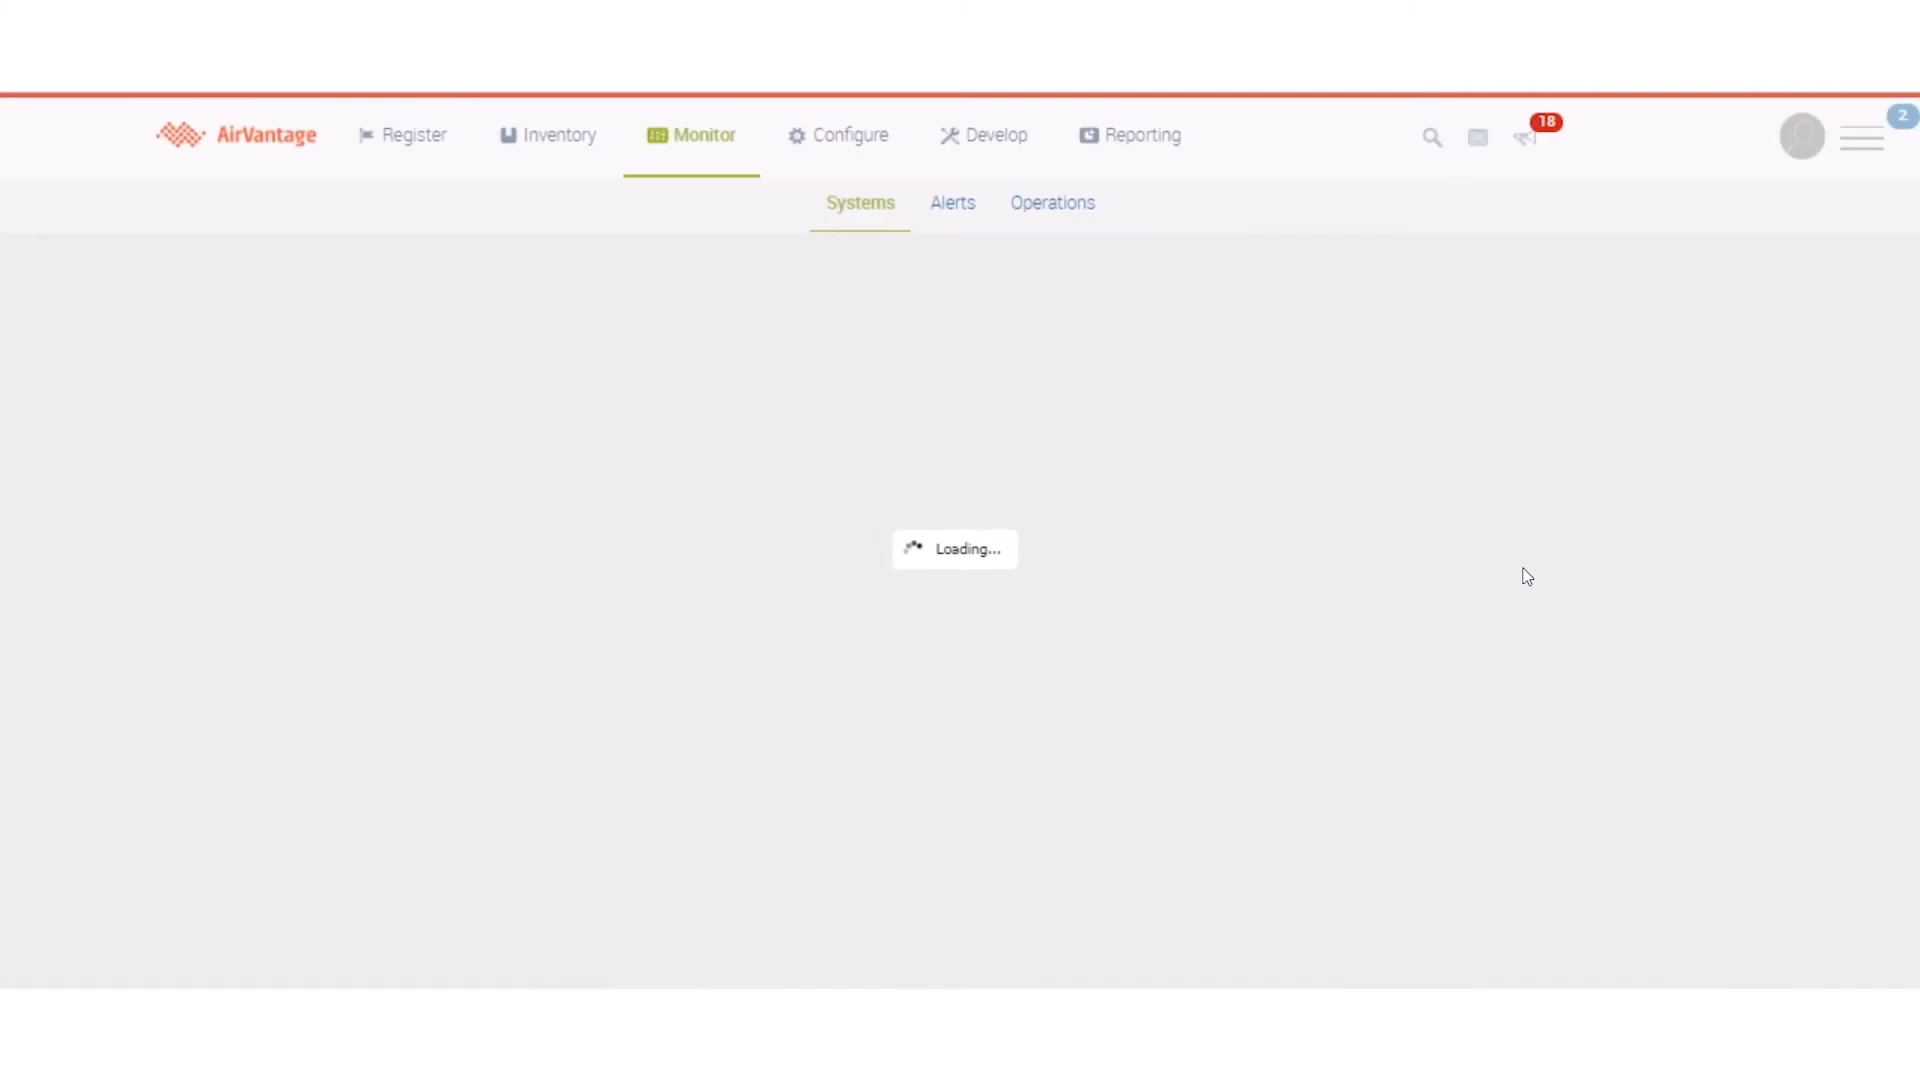 AirVantage Register Inventory Monitor Configure Develop Reporting 18 2
Systems Alerts Operations
Loading...